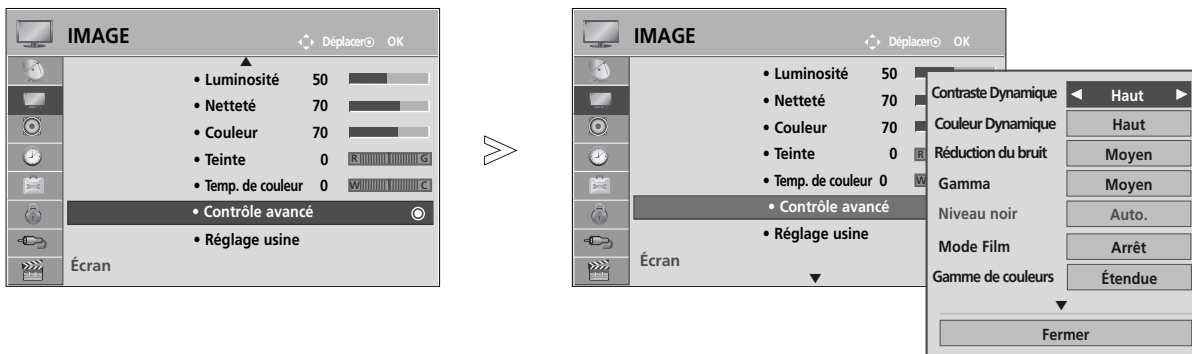 IMAGE
Déplacer OK
• Luminosité 50
• Netteté 70
• Couleur 70
• Teinte 0 R G
• Temp. de couleur 0 W C
• Contrôle avancé
• Réglage usine
Écran
IMAGE
Déplacer OK
• Luminosité 50
• Netteté 70
• Couleur 70
• Teinte 0 R
• Temp. de couleur 0 W
• Contrôle avancé
• Réglage usine
Écran
Contraste Dynamique Haut
Couleur Dynamique Haut
Réduction du bruit Moyen
Gamma Moyen
Niveau noir Auto.
Mode Film Arrêt
Gamme de couleurs Étendue
Fermer